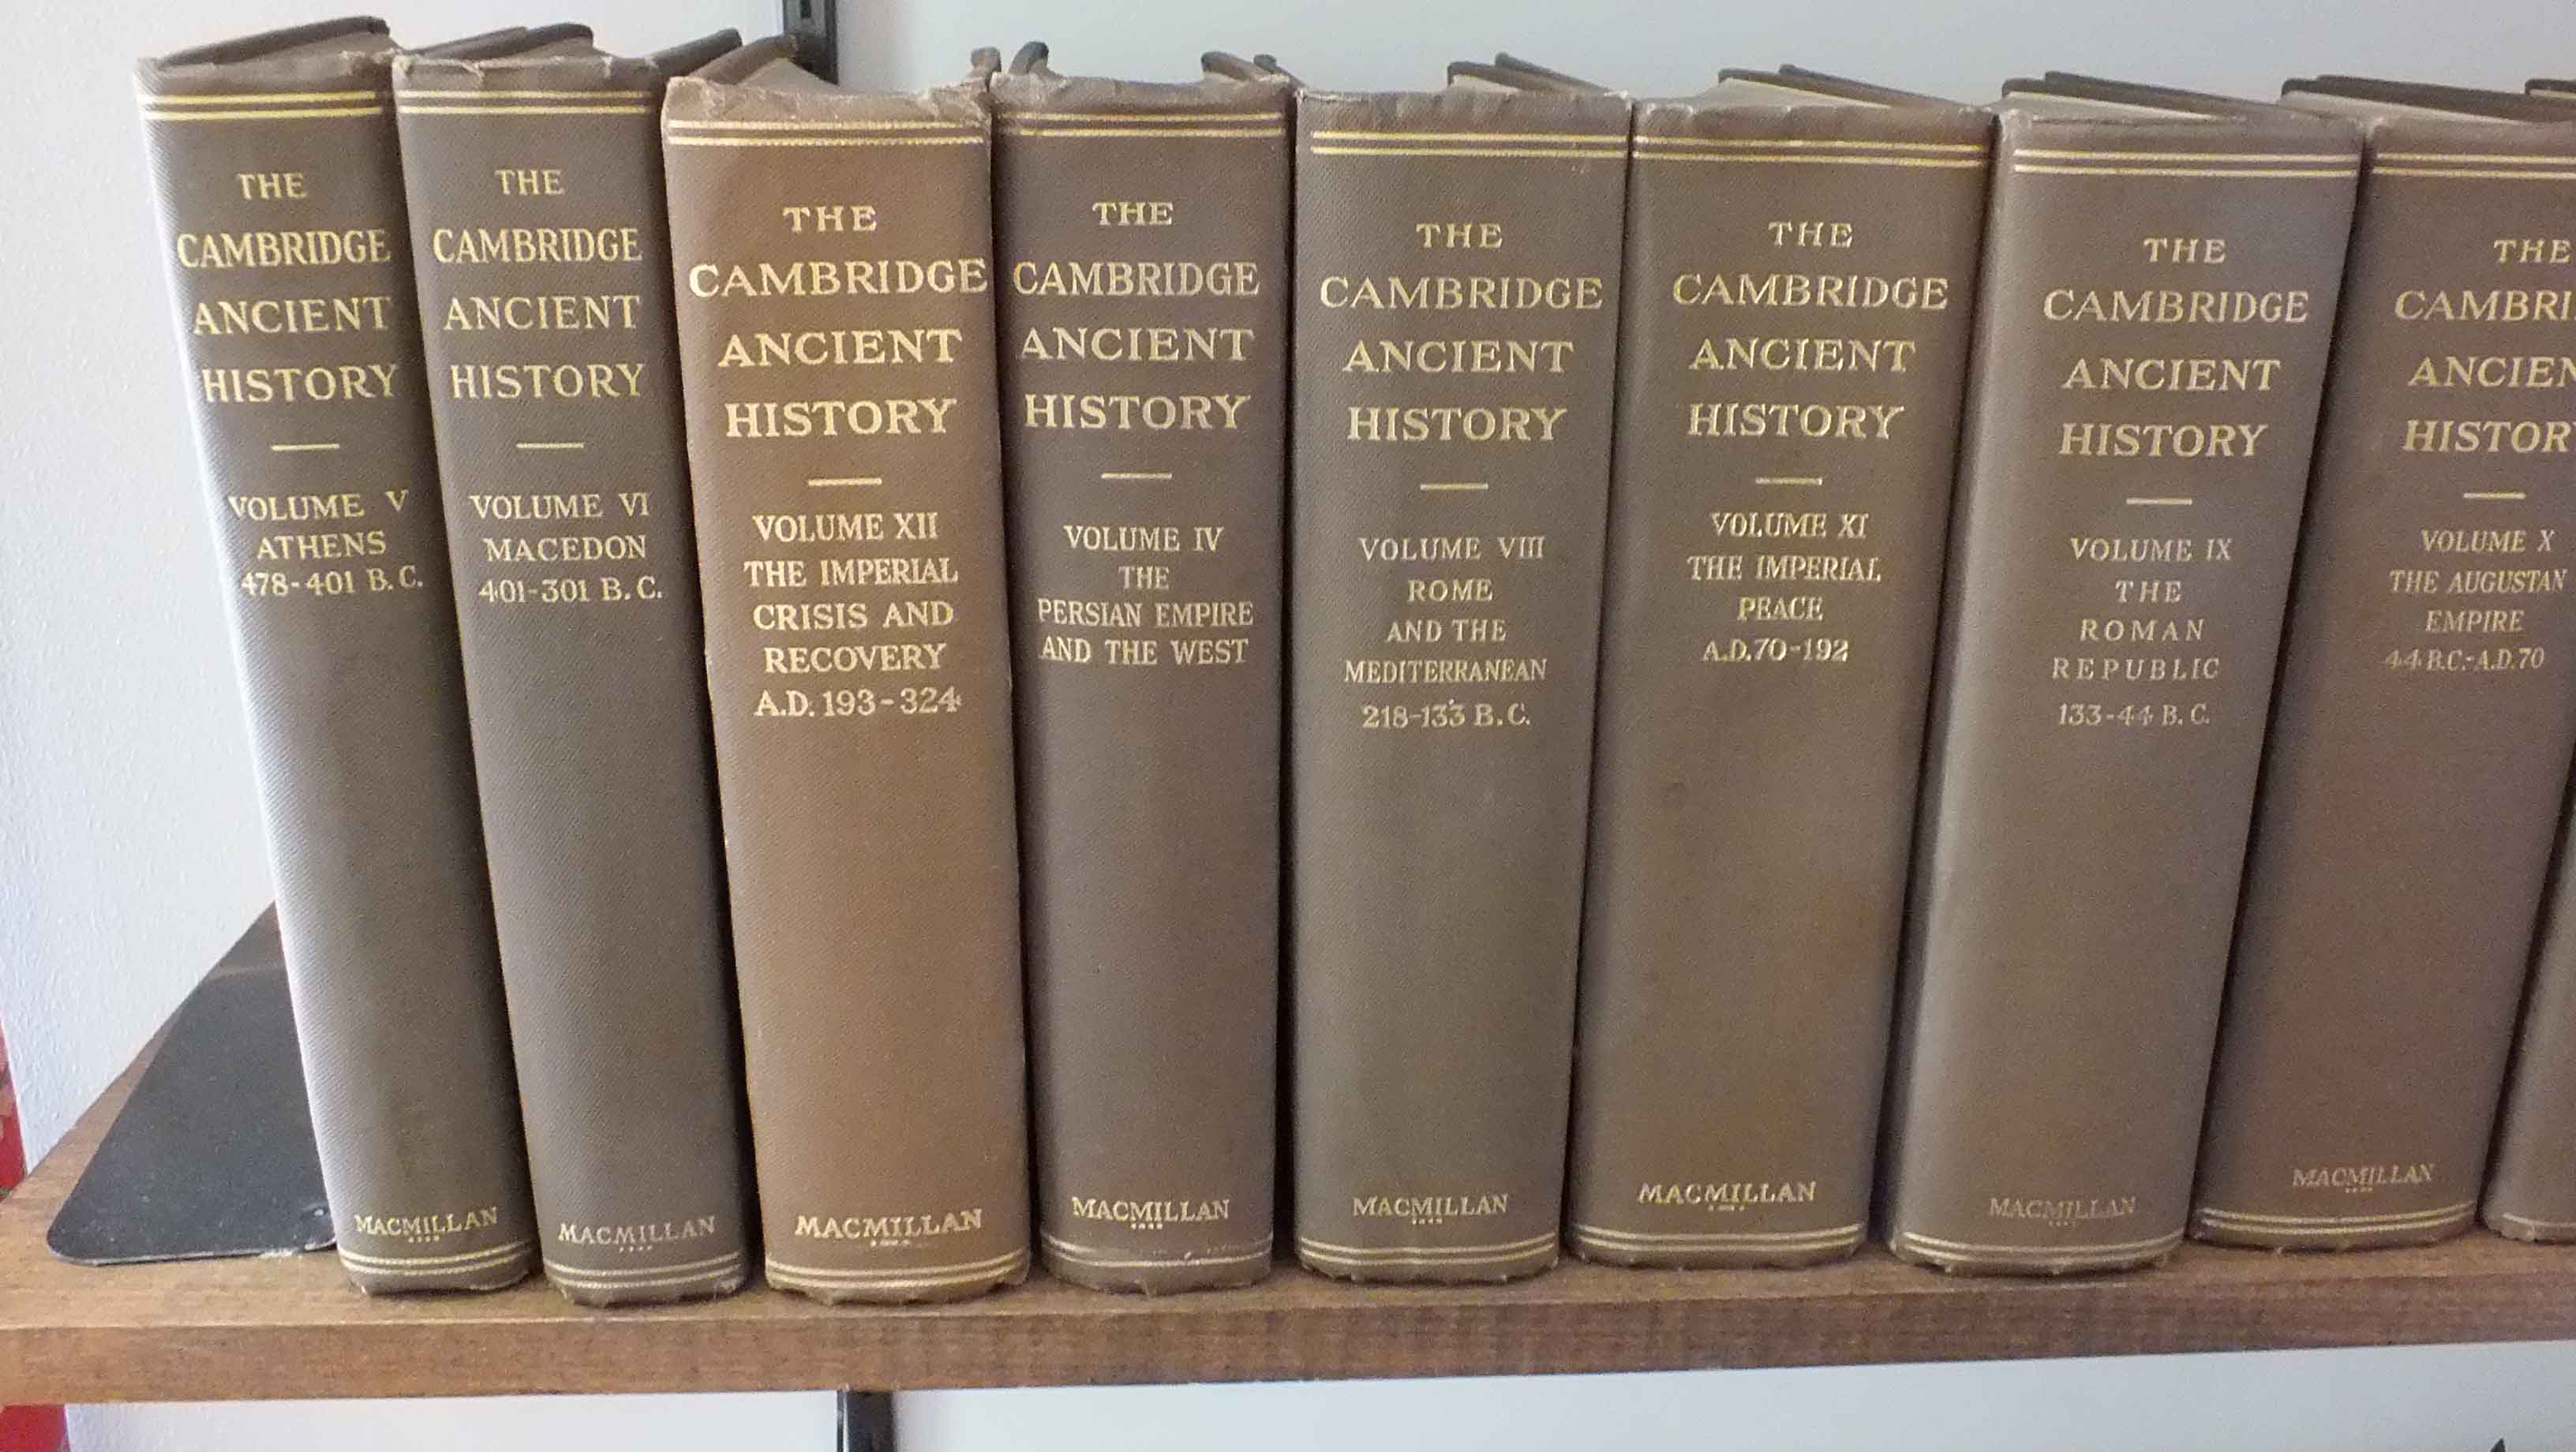 THE
CAMBRIDGE
ANCIENT
HISTORY
VOLUME V
ATHENS
478-401 B.C.
MACMILLAN
THE
CAMBRIDGE
ANCIENT
HISTORY
VOLUME VI
MACEDON
401-301 B.C.
MACMILLAN
THE
CAMBRIDGE
ANCIENT
HISTORY
VOLUME XII
THE IMPERIAL
CRISIS AND
RECOVERY
A.D. 193-324
MACMILLAN
THE
CAMBRIDGE
ANCIENT
HISTORY
VOLUME IV
THE
PERSIAN EMPIRE
AND THE WEST
MACMILLAN
THE
CAMBRIDGE
ANCIENT
HISTORY
VOLUME VIII
ROME
AND THE
MEDITERRANEAN
218-133 B.C.
MACMILLAN
THE
CAMBRIDGE
ANCIENT
HISTORY
VOLUME XI
THE IMPERIAL
PEACE
A.D. 70-192
MACMILLAN
THE
CAMBRIDGE
ANCIENT
HISTORY
VOLUME IX
THE
ROMAN
REPUBLIC
133-44 B.C.
MACMILLAN
THE
CAMBRI
ANCIEN
HISTORY
VOLUME X
THE AUGUSTAN
EMPIRE
44 B.C.-A.D. 70
MACMILLAN